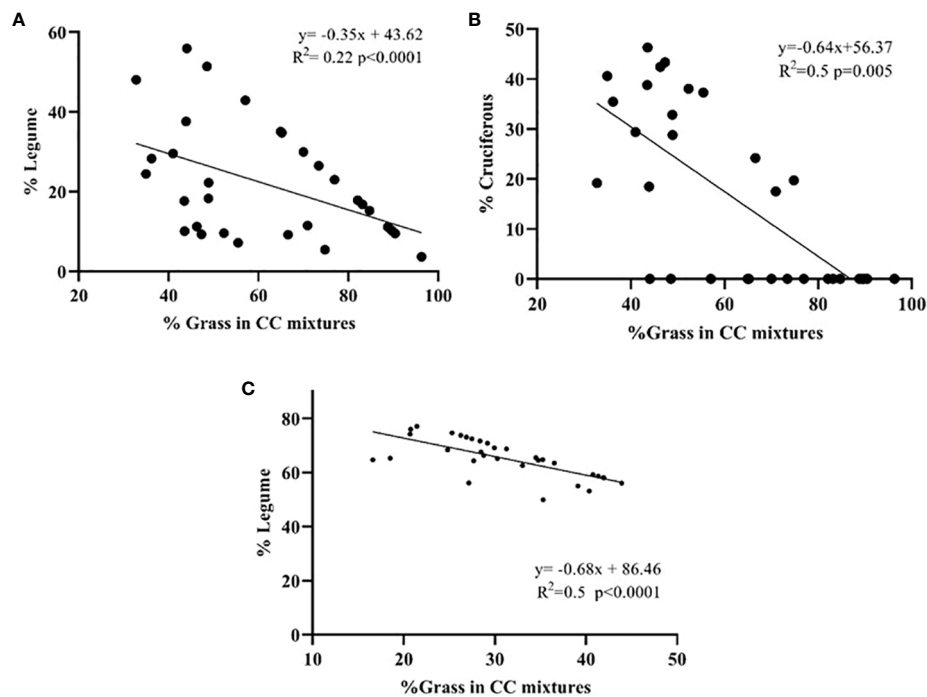 A
y= -0.35x + 43.62
R²= 0.22 p<0.0001
60
40
20
0
% Legume
20 40 60 80 100
% Grass in CC mixtures
B
y=-0.64x+56.37
R²=0.5 p=0.005
50
40
30
20
10
0
% Cruciferous
20 40 60 80 100
%Grass in CC mixtures
C
80
60
40
20
0
% Legume
y= -0.68x + 86.46
R²=0.5 p<0.0001
10 20 30 40 50
%Grass in CC mixtures